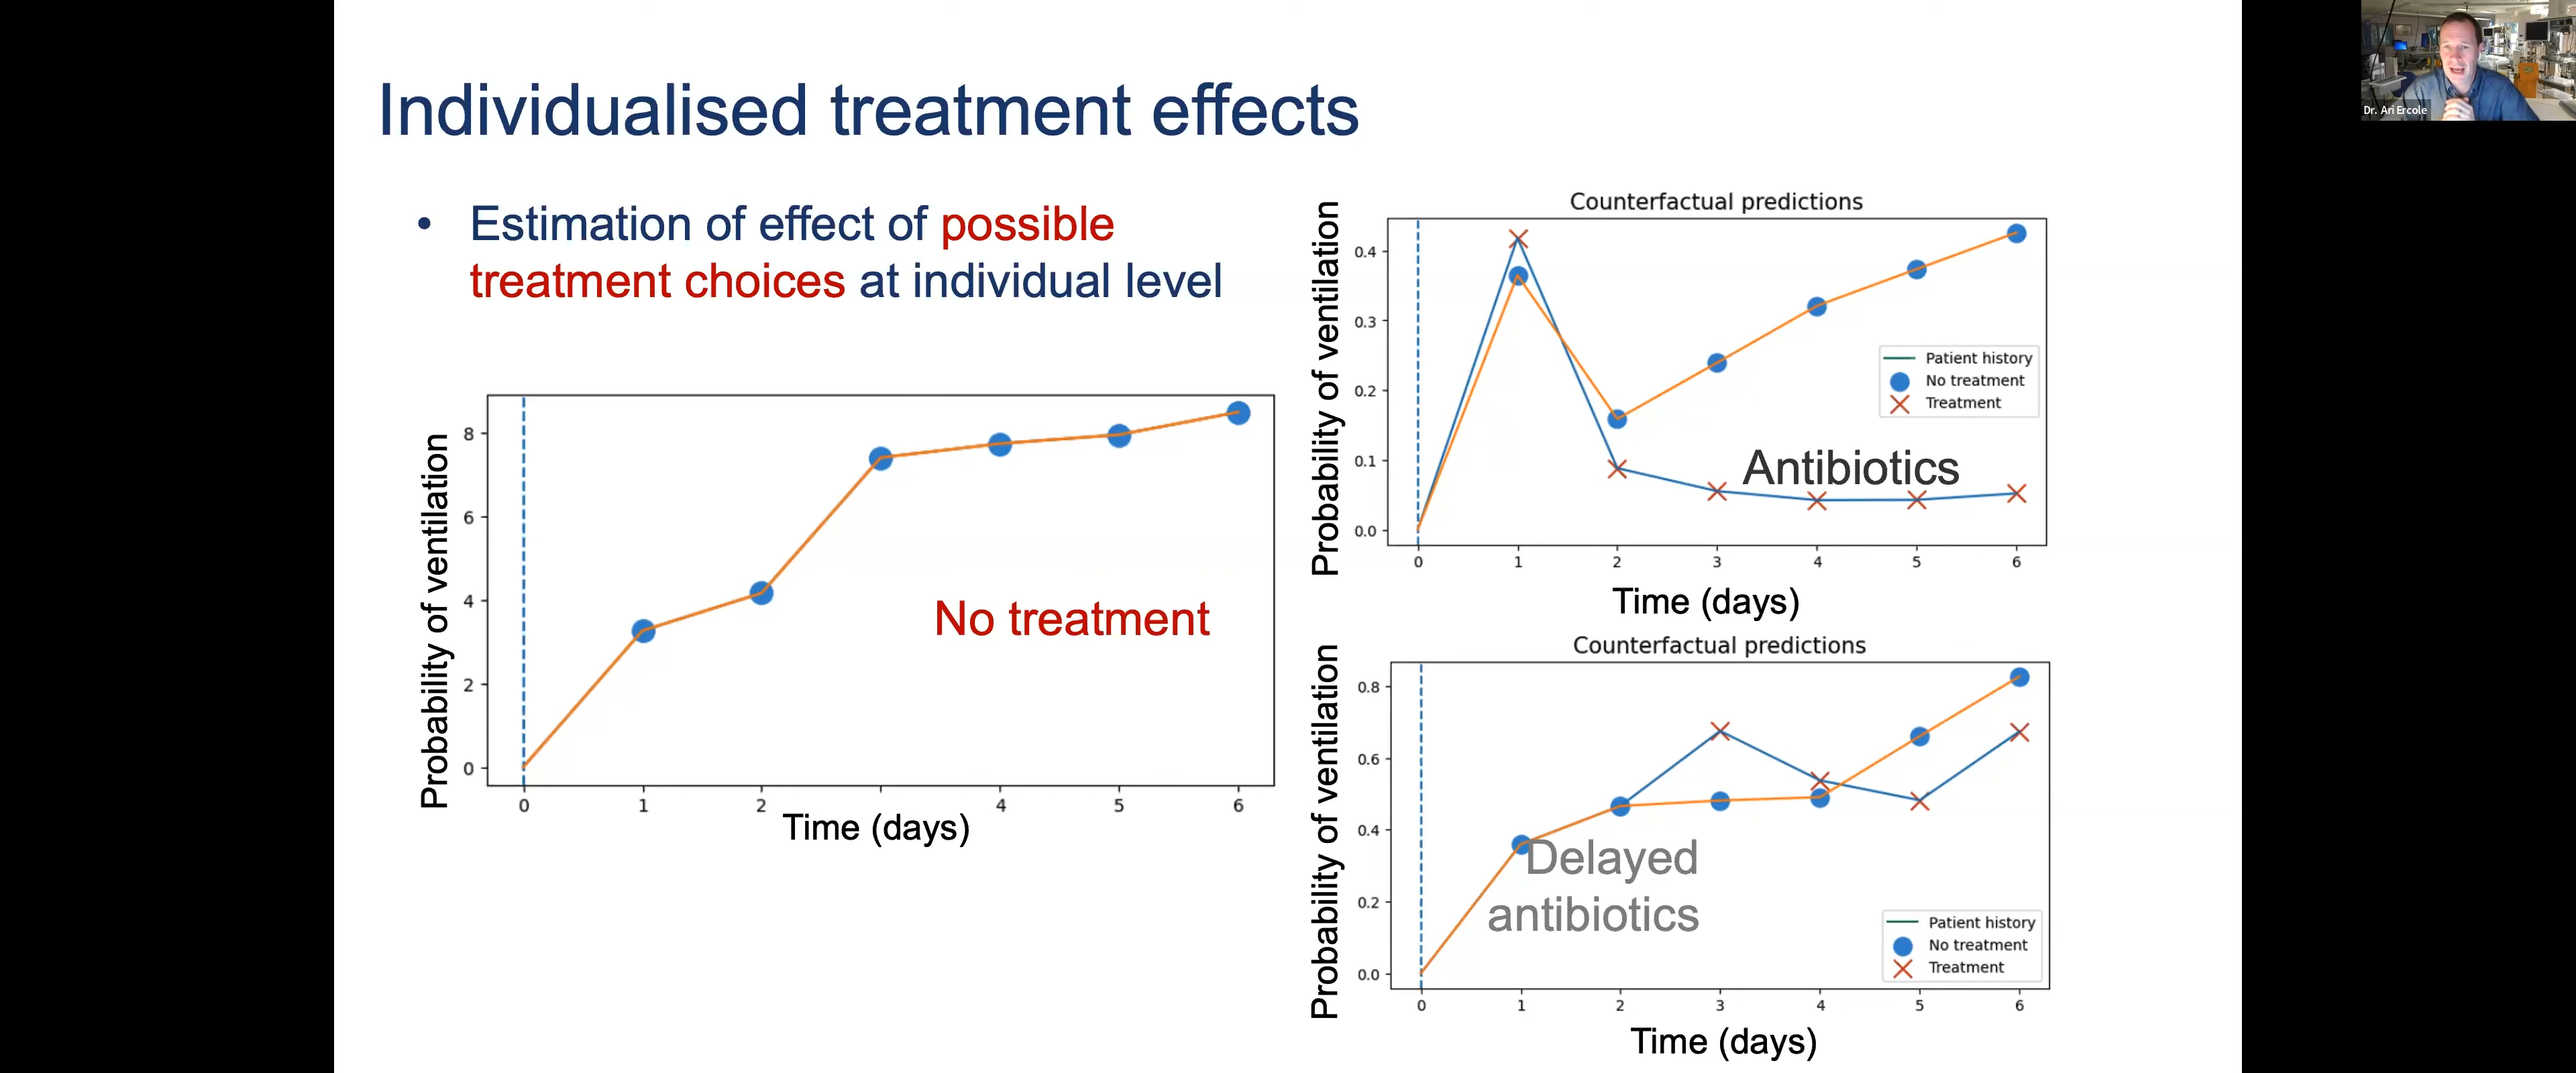 Individualised treatment effects
• Estimation of effect of possible
treatment choices at individual level
Probability of ventilation
8
6
4
2
0
No treatment
0 1 2 4 5 6
Time (days)
Counterfactual predictions
Probability of ventilation
0.4
0.3
0.2
0.1
0.0
Patient history
No treatment
Treatment
Antibiotics
0 1 2 3 4 5 6
Time (days)
Counterfactual predictions
Probability of ventilation
0.8
0.6
0.4
0.2
0.0
Delayed
antibiotics
Patient history
No treatment
Treatment
0 1 2 3 4 5 6
Time (days)
Dr. Ari Ercole